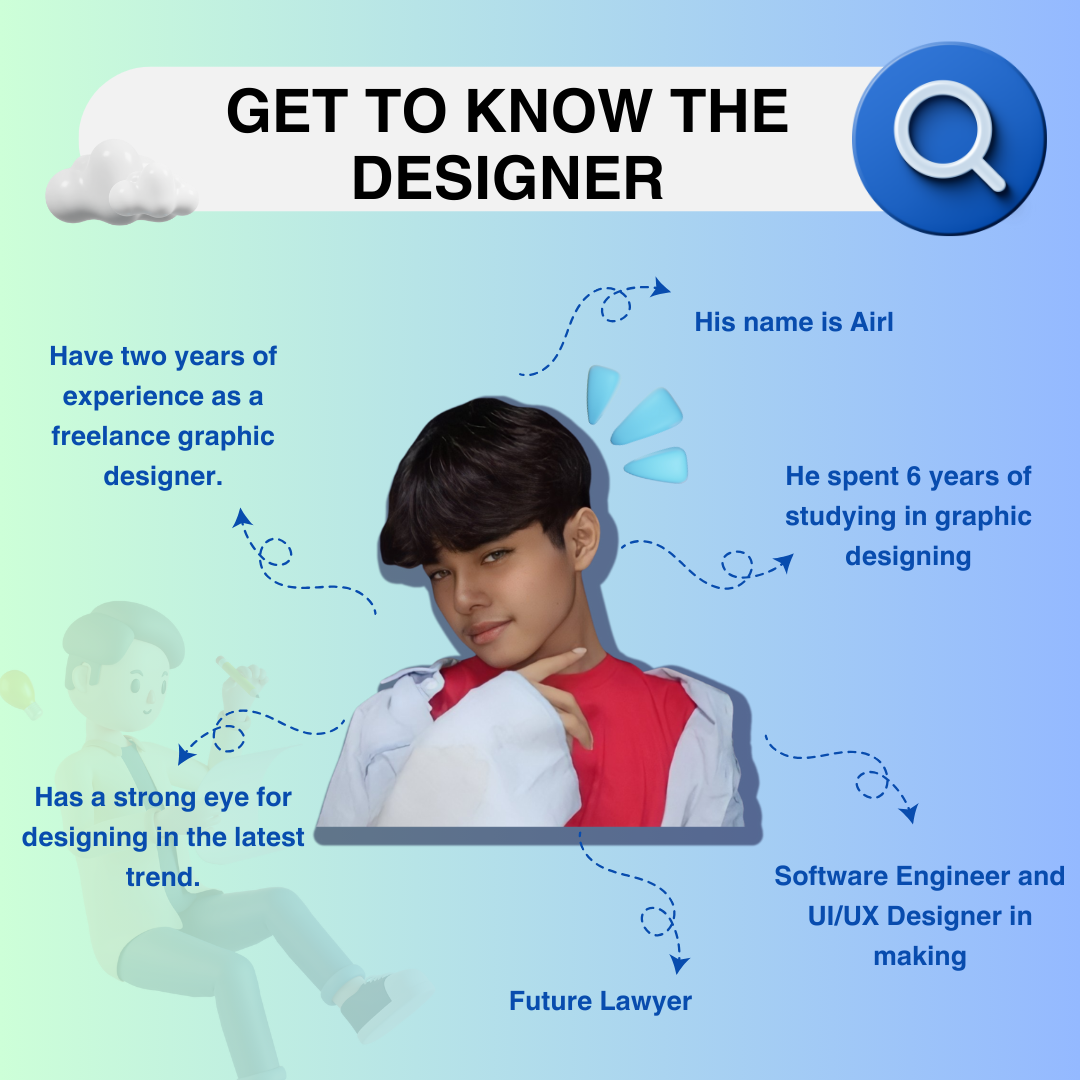 GET TO KNOW THE
DESIGNER
His name is Airl
Have two years of
experience as a
freelance graphic
designer.
He spent 6 years of
studying in graphic
designing
Has a strong eye for
designing in the latest
trend.
Software Engineer and
UI/UX Designer in
making
Future Lawyer